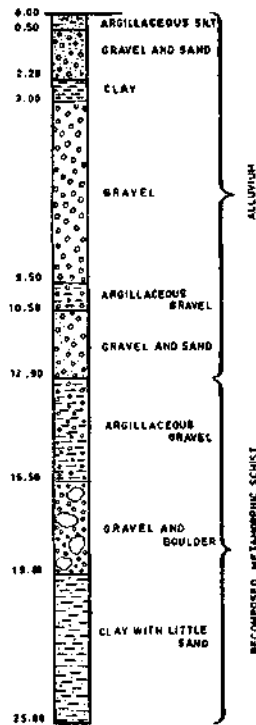 0.00
ARGILLACEOUS SILT
0.50
GRAVEL AND SAND
2.20
CLAY
3.00
GRAVEL
9.50
ARGILLACEOUS
GRAVEL
10.50
GRAVEL AND SAND
12.90
ALLUVIUM
ARGILLACEOUS
GRAVEL
16.50
GRAVEL AND
BOULDER
CLAY WITH LITTLE
SAND
25.00
DECOMPOSED METAMORPHIC SCHIST